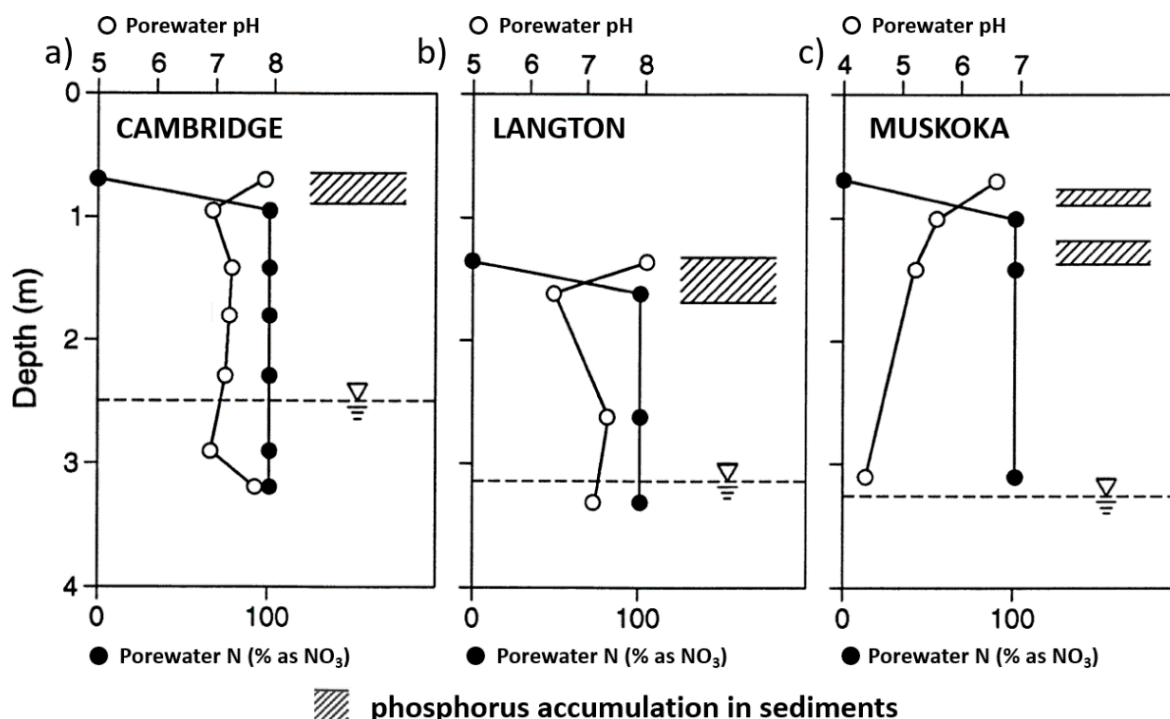 Porewater pH
Porewater pH
Porewater pH
a)
b)
c)
5 6 7 8
5 6 7 8
4 5 6 7
0
CAMBRIDGE
LANGTON
MUSKOKA
1
2
3
4
Depth (m)
0 100
0 100
0 100
Porewater N (% as NO₃)
Porewater N (% as NO₃)
Porewater N (% as NO₃)
phosphorus accumulation in sediments